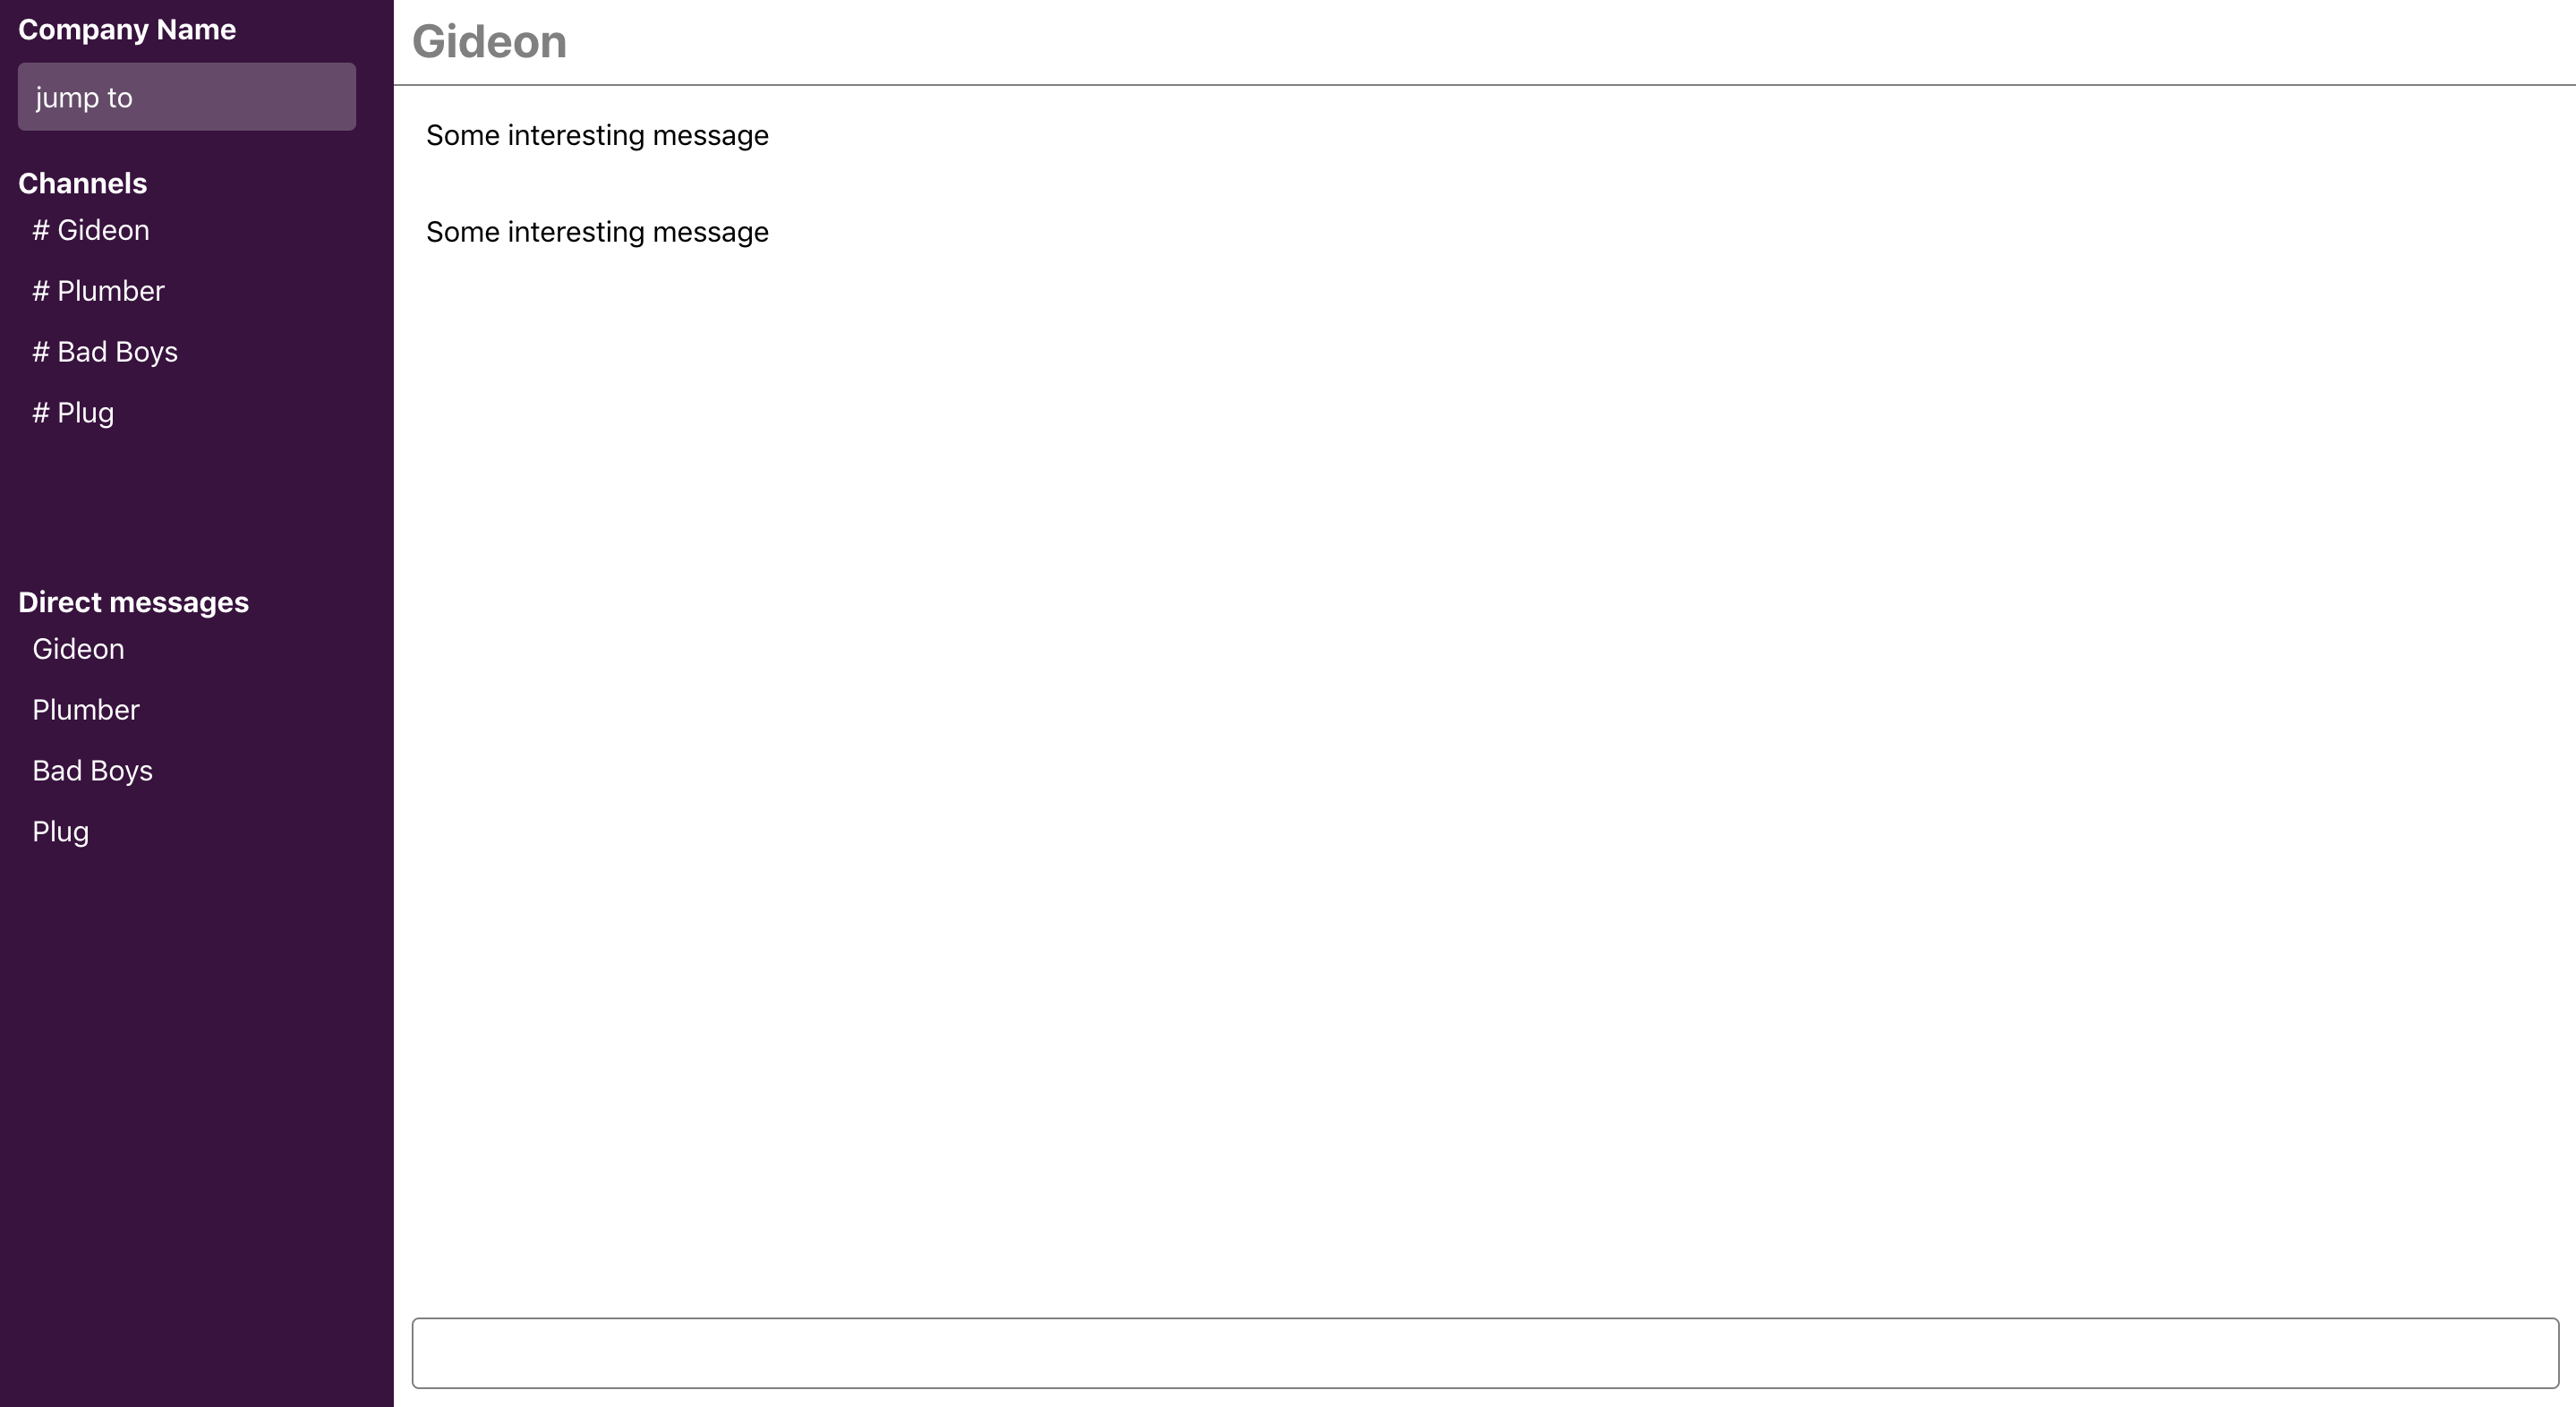 Company Name
jump to
Channels
# Gideon
# Plumber
# Bad Boys
# Plug
Direct messages
Gideon
Plumber
Bad Boys
Plug
Gideon
Some interesting message
Some interesting message